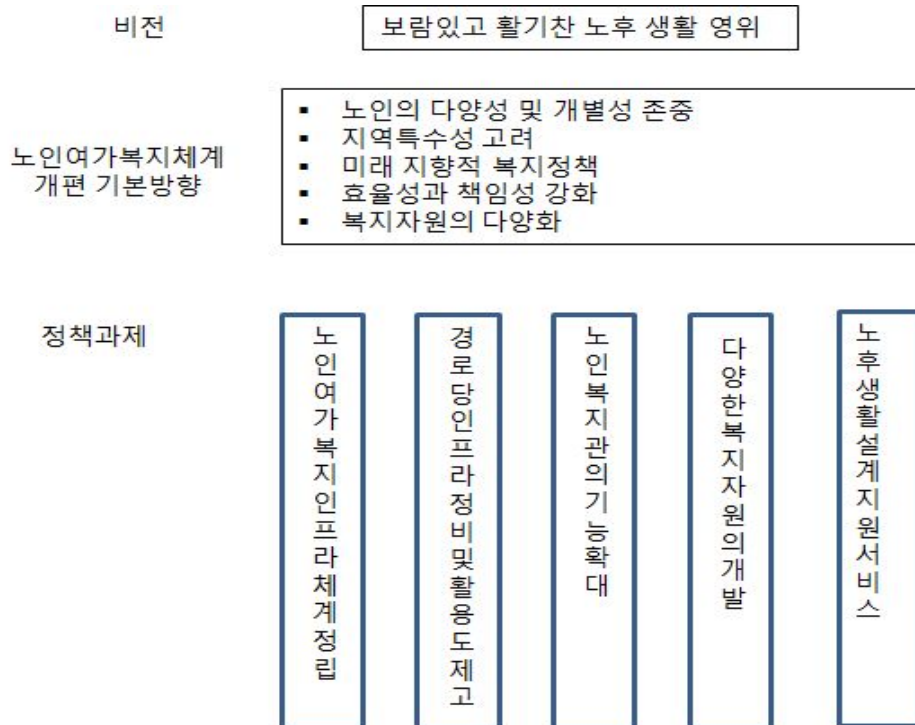 비전
보람있고 활기찬 노후 생활 영위
노인여가복지체계
개편 기본방향
▪ 노인의 다양성 및 개별성 존중
▪ 지역특수성 고려
▪ 미래 지향적 복지정책
▪ 효율성과 책임성 강화
▪ 복지자원의 다양화
정책과제
노인여가복지인프라체계정립
경로당인프라정비및활용도제고
노인복지관의기능확대
다양한복지자원의개발
노후생활설계지원서비스